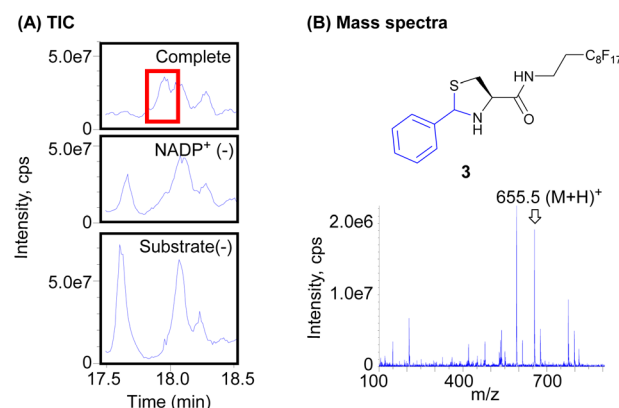 (A) TIC
(B) Mass spectra
5.0e7
Complete
0
5.0e7
NADP⁺ (-)
0
5.0e7
Substrate(-)
0
Intensity, cps
17.5 18.0 18.5
Time (min)
C₈F₁₇
HN
S
O
NH
3
655.5 (M+H)⁺
2.0e6
1.0e7
0
Intensity, cps
100 400 700
m/z